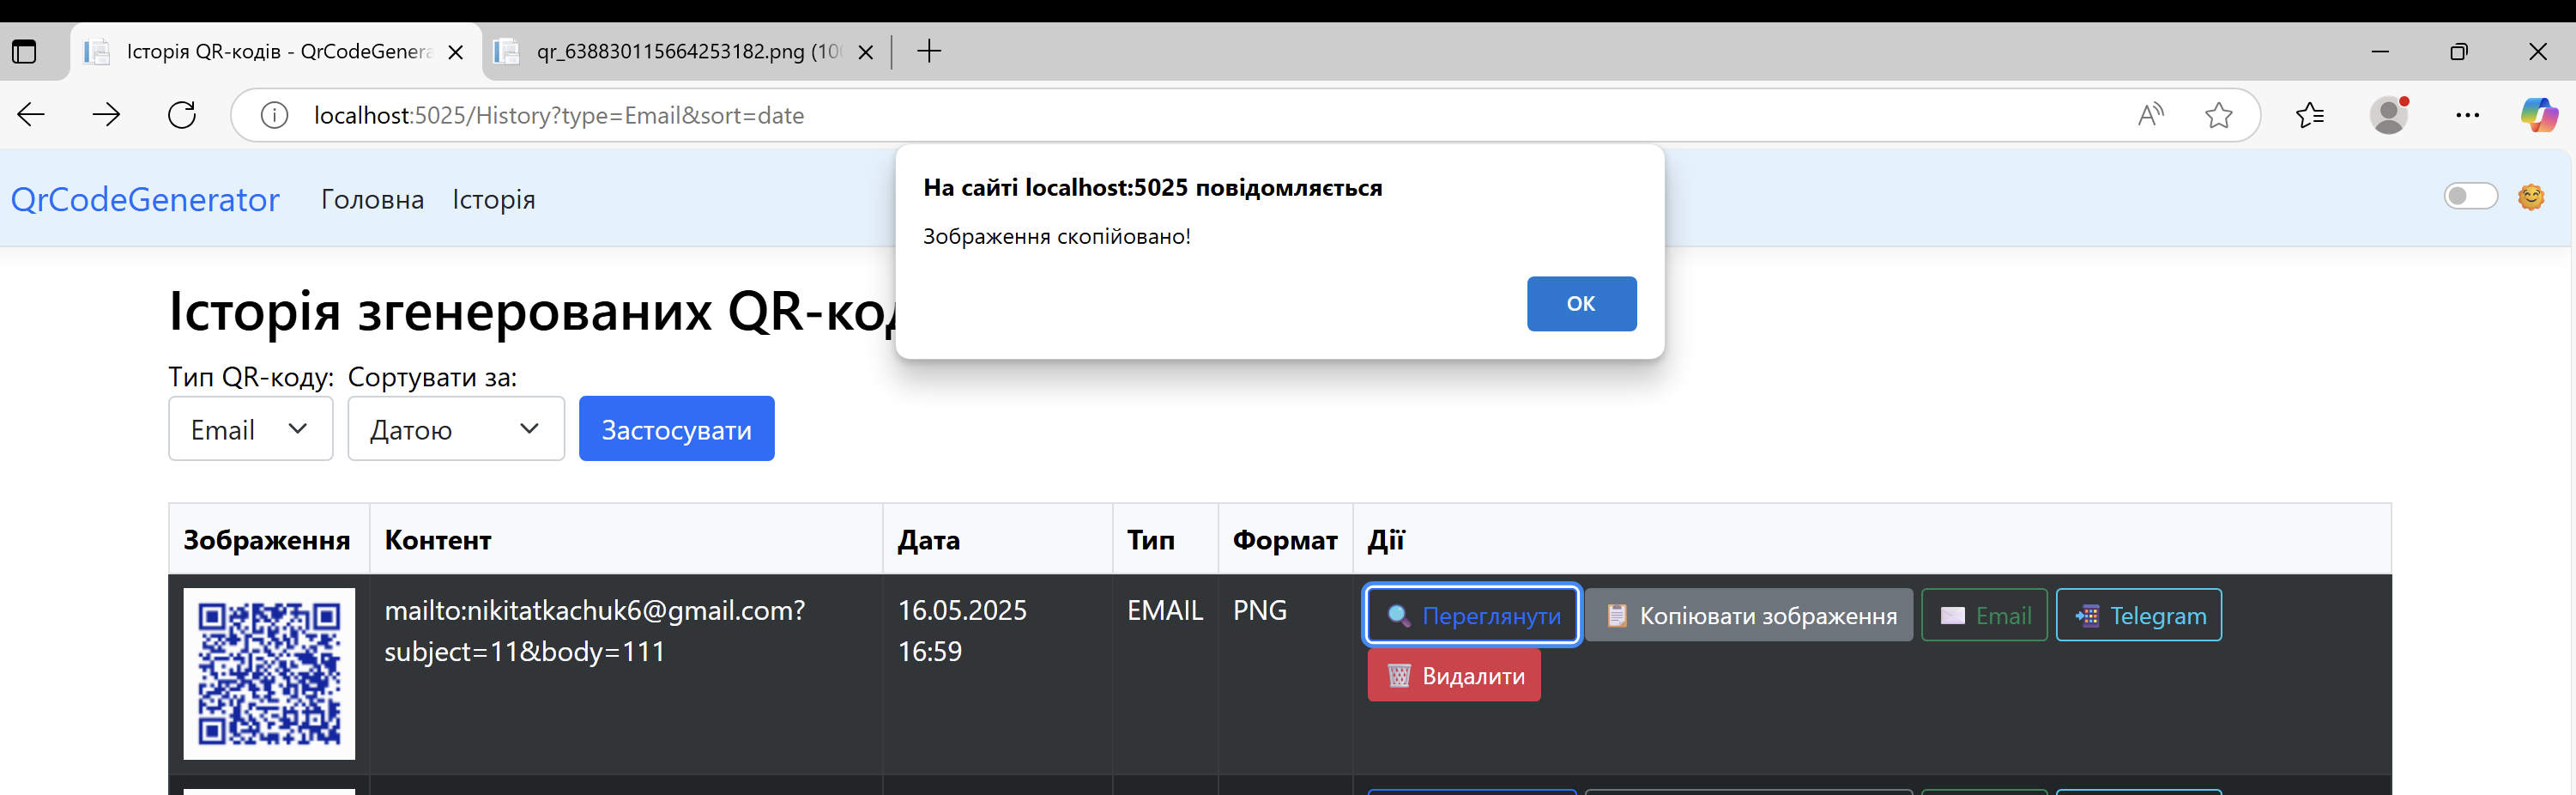 Історія QR-кодів - QrCodeGenera
qr_638830115664253182.png (10
localhost:5025/History?type=Email&sort=date
QrCodeGenerator Головна Історія
На сайті localhost:5025 повідомляється
Зображення скопійовано!
ОК
Історія згенерованих QR-код
Тип QR-коду: Сортувати за:
Email Датою Застосувати
Зображення Контент Дата Тип Формат Дії
mailto:nikitatkachuk6@gmail.com? 16.05.2025 EMAIL PNG Переглянути Копіювати зображення Email Telegram
subject=11&body=111 16:59 Видалити